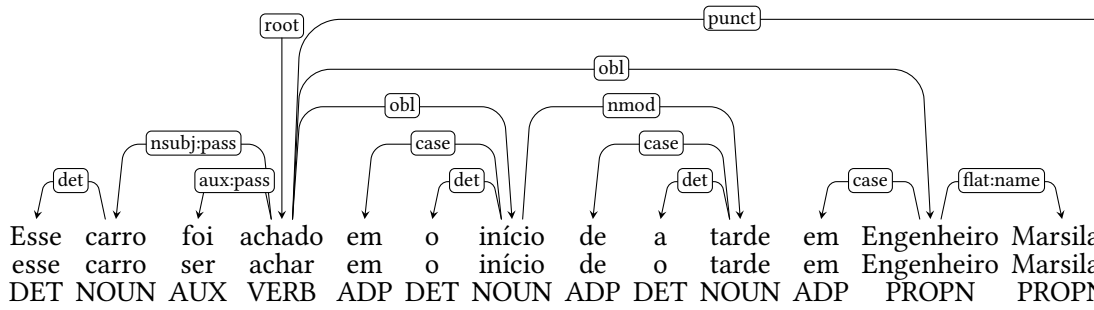 root punct
obl
obl nmod
nsubj:pass case case
det aux:pass det det case flat:name
Esse carro foi achado em o início de a tarde em Engenheiro
esse carro ser achar em o início de o tarde em Engenheiro
DET NOUN AUX VERB ADP DET NOUN ADP DET NOUN ADP PROPN PROPN